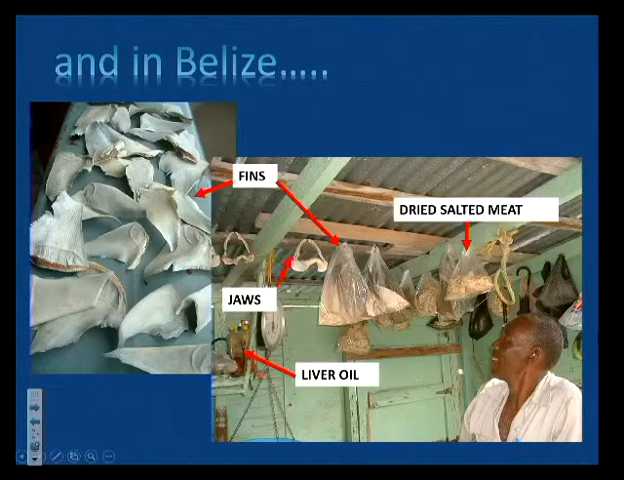 and in Belize.....
FINS
DRIED SALTED MEAT
JAWS
LIVER OIL